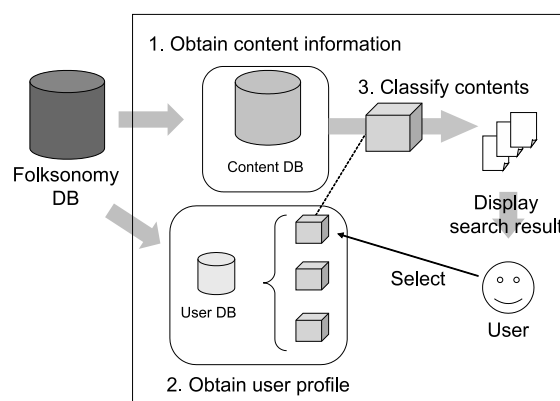 1. Obtain content information
3. Classify contents
Content DB
Folksonomy
DB
Display
search result
User DB
Select
User
2. Obtain user profile